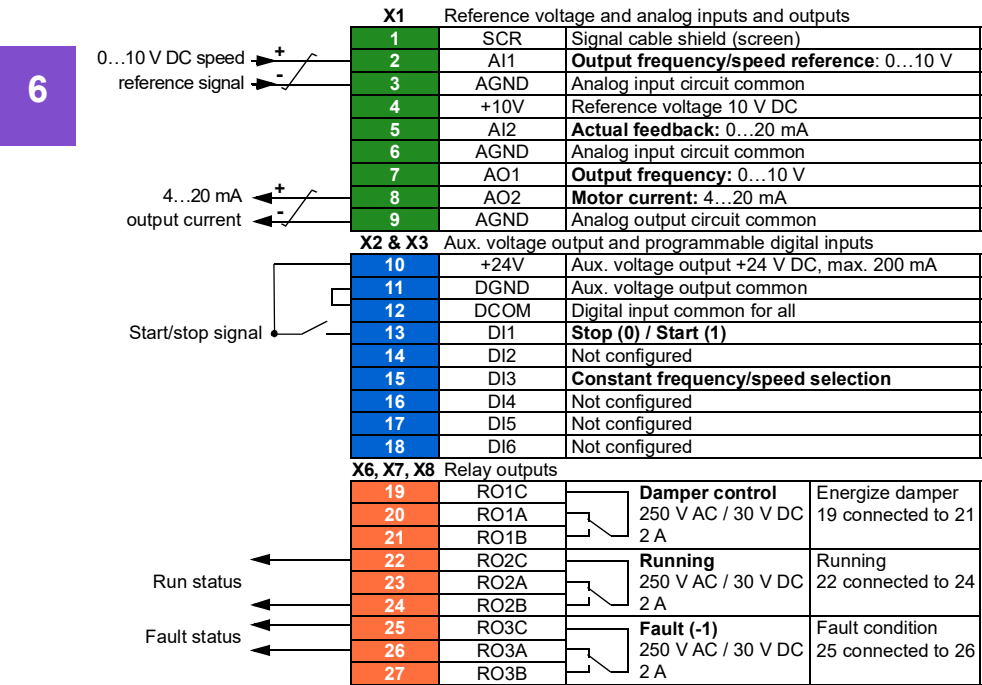 X1 Reference voltage and analog inputs and outputs
1 SCR Signal cable shield (screen)
0…10 V DC speed + 2 AI1 Output frequency/speed reference: 0…10 V
reference signal - 3 AGND Analog input circuit common
6
4 +10V Reference voltage 10 V DC
5 AI2 Actual feedback: 0…20 mA
6 AGND Analog input circuit common
7 AO1 Output frequency: 0…10 V
4…20 mA + 8 AO2 Motor current: 4…20 mA
output current - 9 AGND Analog output circuit common
X2 & X3 Aux. voltage output and programmable digital inputs
10 +24V Aux. voltage output +24 V DC, max. 200 mA
11 DGND Aux. voltage output common
12 DCOM Digital input common for all
Start/stop signal 13 DI1 Stop (0) / Start (1)
14 DI2 Not configured
15 DI3 Constant frequency/speed selection
16 DI4 Not configured
17 DI5 Not configured
18 DI6 Not configured
X6, X7, X8 Relay outputs
19 RO1C Damper control Energize damper
20 RO1A 250 V AC / 30 V DC 19 connected to 21
21 RO1B 2 A
22 RO2C Running Running
Run status 23 RO2A 250 V AC / 30 V DC 22 connected to 24
24 RO2B 2 A
25 RO3C Fault (-1) Fault condition
Fault status 26 RO3A 250 V AC / 30 V DC 25 connected to 26
27 RO3B 2 A